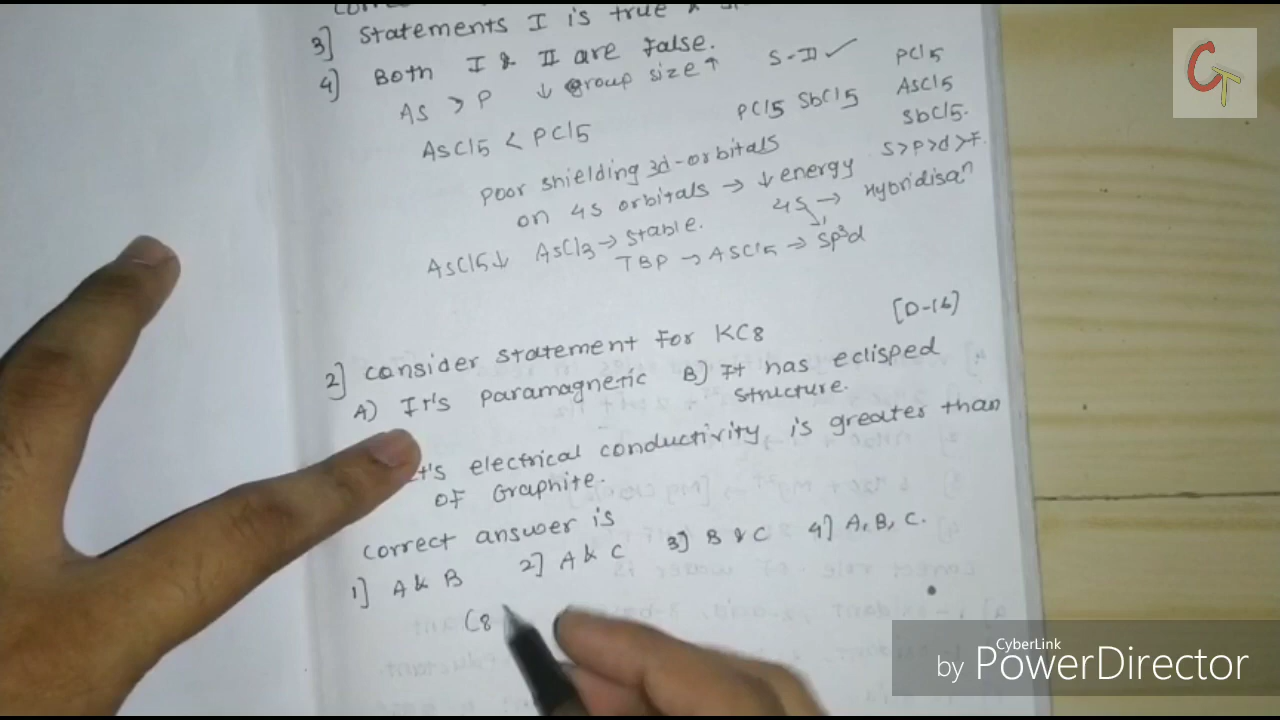 3] Statements I is true &
4] Both I & II are False.
As > P ↓ group size ↑ S-II ✓ PCl5
AsCl5 < PCl5 PCl5 SbCl5 AsCl5
SbCl5.
Poor shielding 3d-orbitals S>P>d>F.
on 4s orbitals → ↓ energy
4s → Hybridisaⁿ
AsCl5↓ AsCl3 → stable.
TBP → AsCl5 → sp³d
[D-16]
2] Consider statement for KC8
A) It's paramagnetic B) It has eclisped
structure.
t's electrical conductivity is greater than
of Graphite.
correct answer is
1] A & B 2] A & C 3] B & C 4] A, B, C.
C8
CT
CyberLink
by PowerDirector